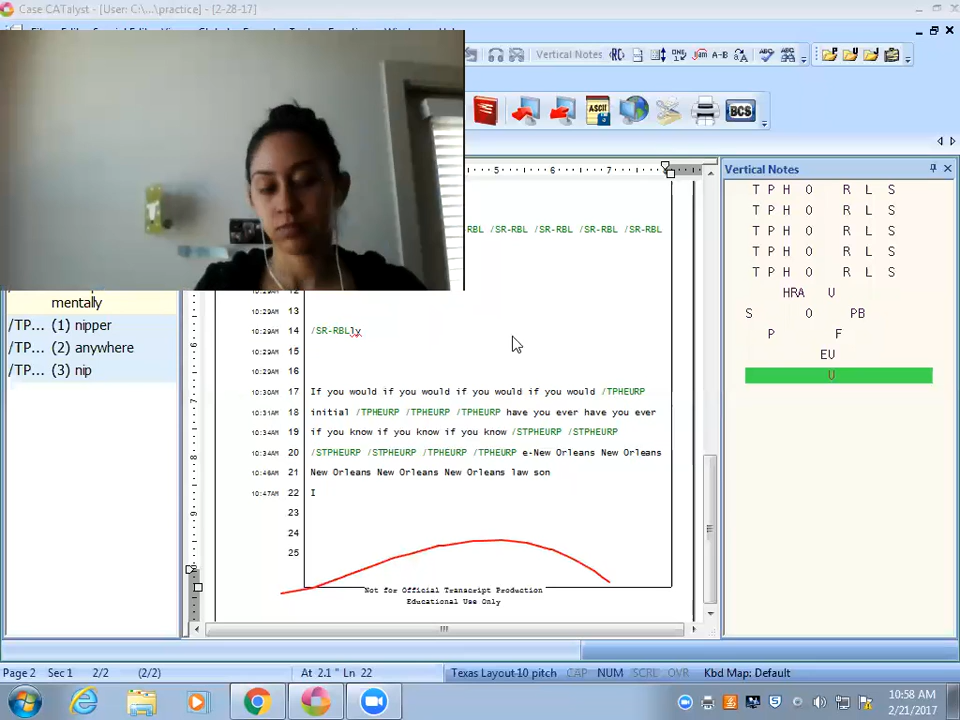 Case CATalyst - [User: C:\...\practice] - [2-28-17]
Vertical Notes
ASCII
BCS
Vertical Notes
T P H O R L S
T P H O R L S
T P H O R L S
T P H O R L S
T P H O R L S
HRA U
S O PB
P F
EU
U
mentally
/TP... (1) nipper
/TP... (2) anywhere
/TP... (3) nip
5 6 7
-RBL /SR-RBL /SR-RBL /SR-RBL /SR-RBL
10:29AM 13
10:29AM 14 /SR-RBLly
10:29AM 15
10:29AM 16
10:30AM 17 If you would if you would if you would if you would /TPHEURP
10:31AM 18 initial /TPHEURP /TPHEURP /TPHEURP have you ever have you ever
10:34AM 19 if you know if you know if you know /STPHEURP /STPHEURP
10:34AM 20 /STPHEURP /STPHEURP /TPHEURP /TPHEURP e-New Orleans New Orleans
10:46AM 21 New Orleans New Orleans New Orleans law son
10:47AM 22 I
23
24
25
Not for Official Transcript Production
Educational Use Only
Page 2 Sec 1 2/2 (2/2) At 2.1 " Ln 22 Texas Layout 10 pitch CAP NUM SCRL OVR Kbd Map: Default
10:58 AM
2/21/2017